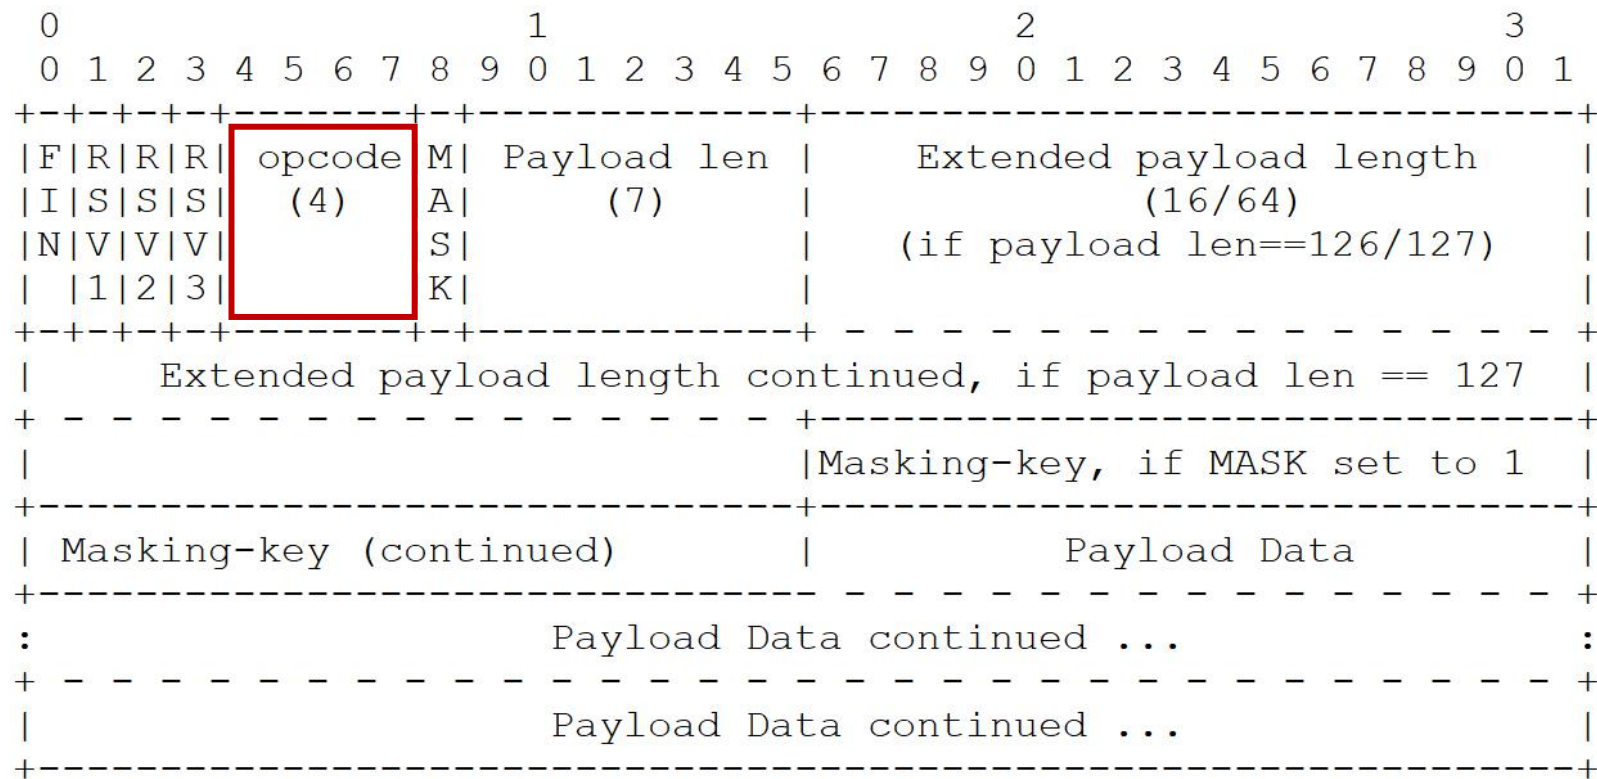 0                   1                   2                   3
 0 1 2 3 4 5 6 7 8 9 0 1 2 3 4 5 6 7 8 9 0 1 2 3 4 5 6 7 8 9 0 1
+-+-+-+-+-------+-+-------------+-------------------------------+
|F|R|R|R| opcode|M| Payload len |    Extended payload length    |
|I|S|S|S|  (4)  |A|     (7)     |             (16/64)           |
|N|V|V|V|       |S|             |   (if payload len==126/127)   |
| |1|2|3|       |K|             |                               |
+-+-+-+-+-------+-+-------------+ - - - - - - - - - - - - - - - +
|     Extended payload length continued, if payload len == 127  |
+ - - - - - - - - - - - - - - - +-------------------------------+
|                               |Masking-key, if MASK set to 1  |
+-------------------------------+-------------------------------+
| Masking-key (continued)       |          Payload Data         |
+-------------------------------- - - - - - - - - - - - - - - - +
:                     Payload Data continued ...                :
+ - - - - - - - - - - - - - - - - - - - - - - - - - - - - - - - +
|                     Payload Data continued ...                |
+---------------------------------------------------------------+